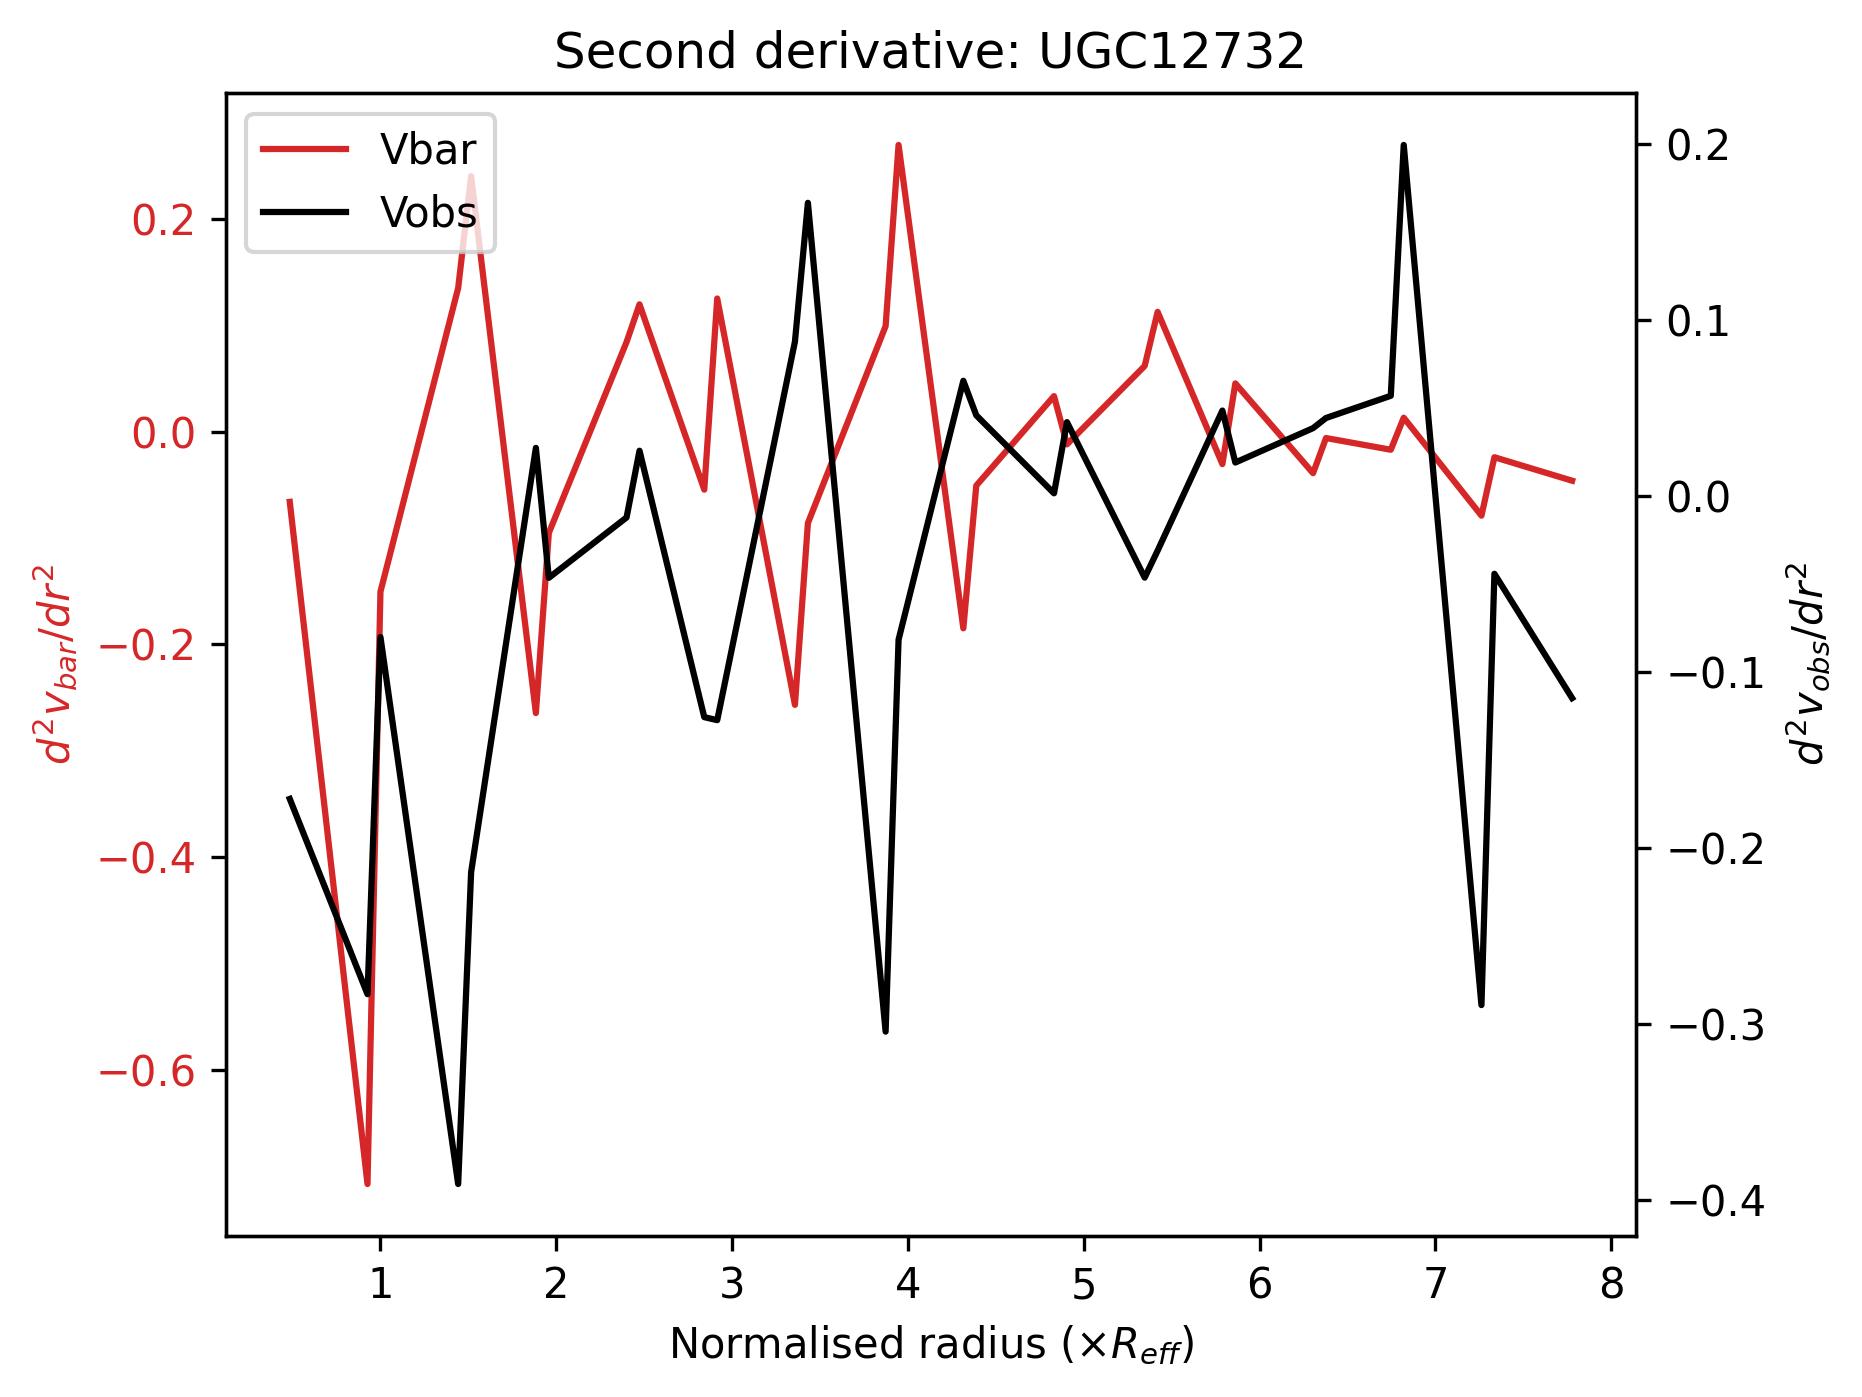 Second derivative: UGC12732
Vbar
Vobs
0.2
0.0
−0.2
−0.4
−0.6
d²v_bar/dr²
0.2
0.1
0.0
−0.1
−0.2
−0.3
−0.4
d²v_obs/dr²
1 2 3 4 5 6 7 8
Normalised radius (×R_eff)